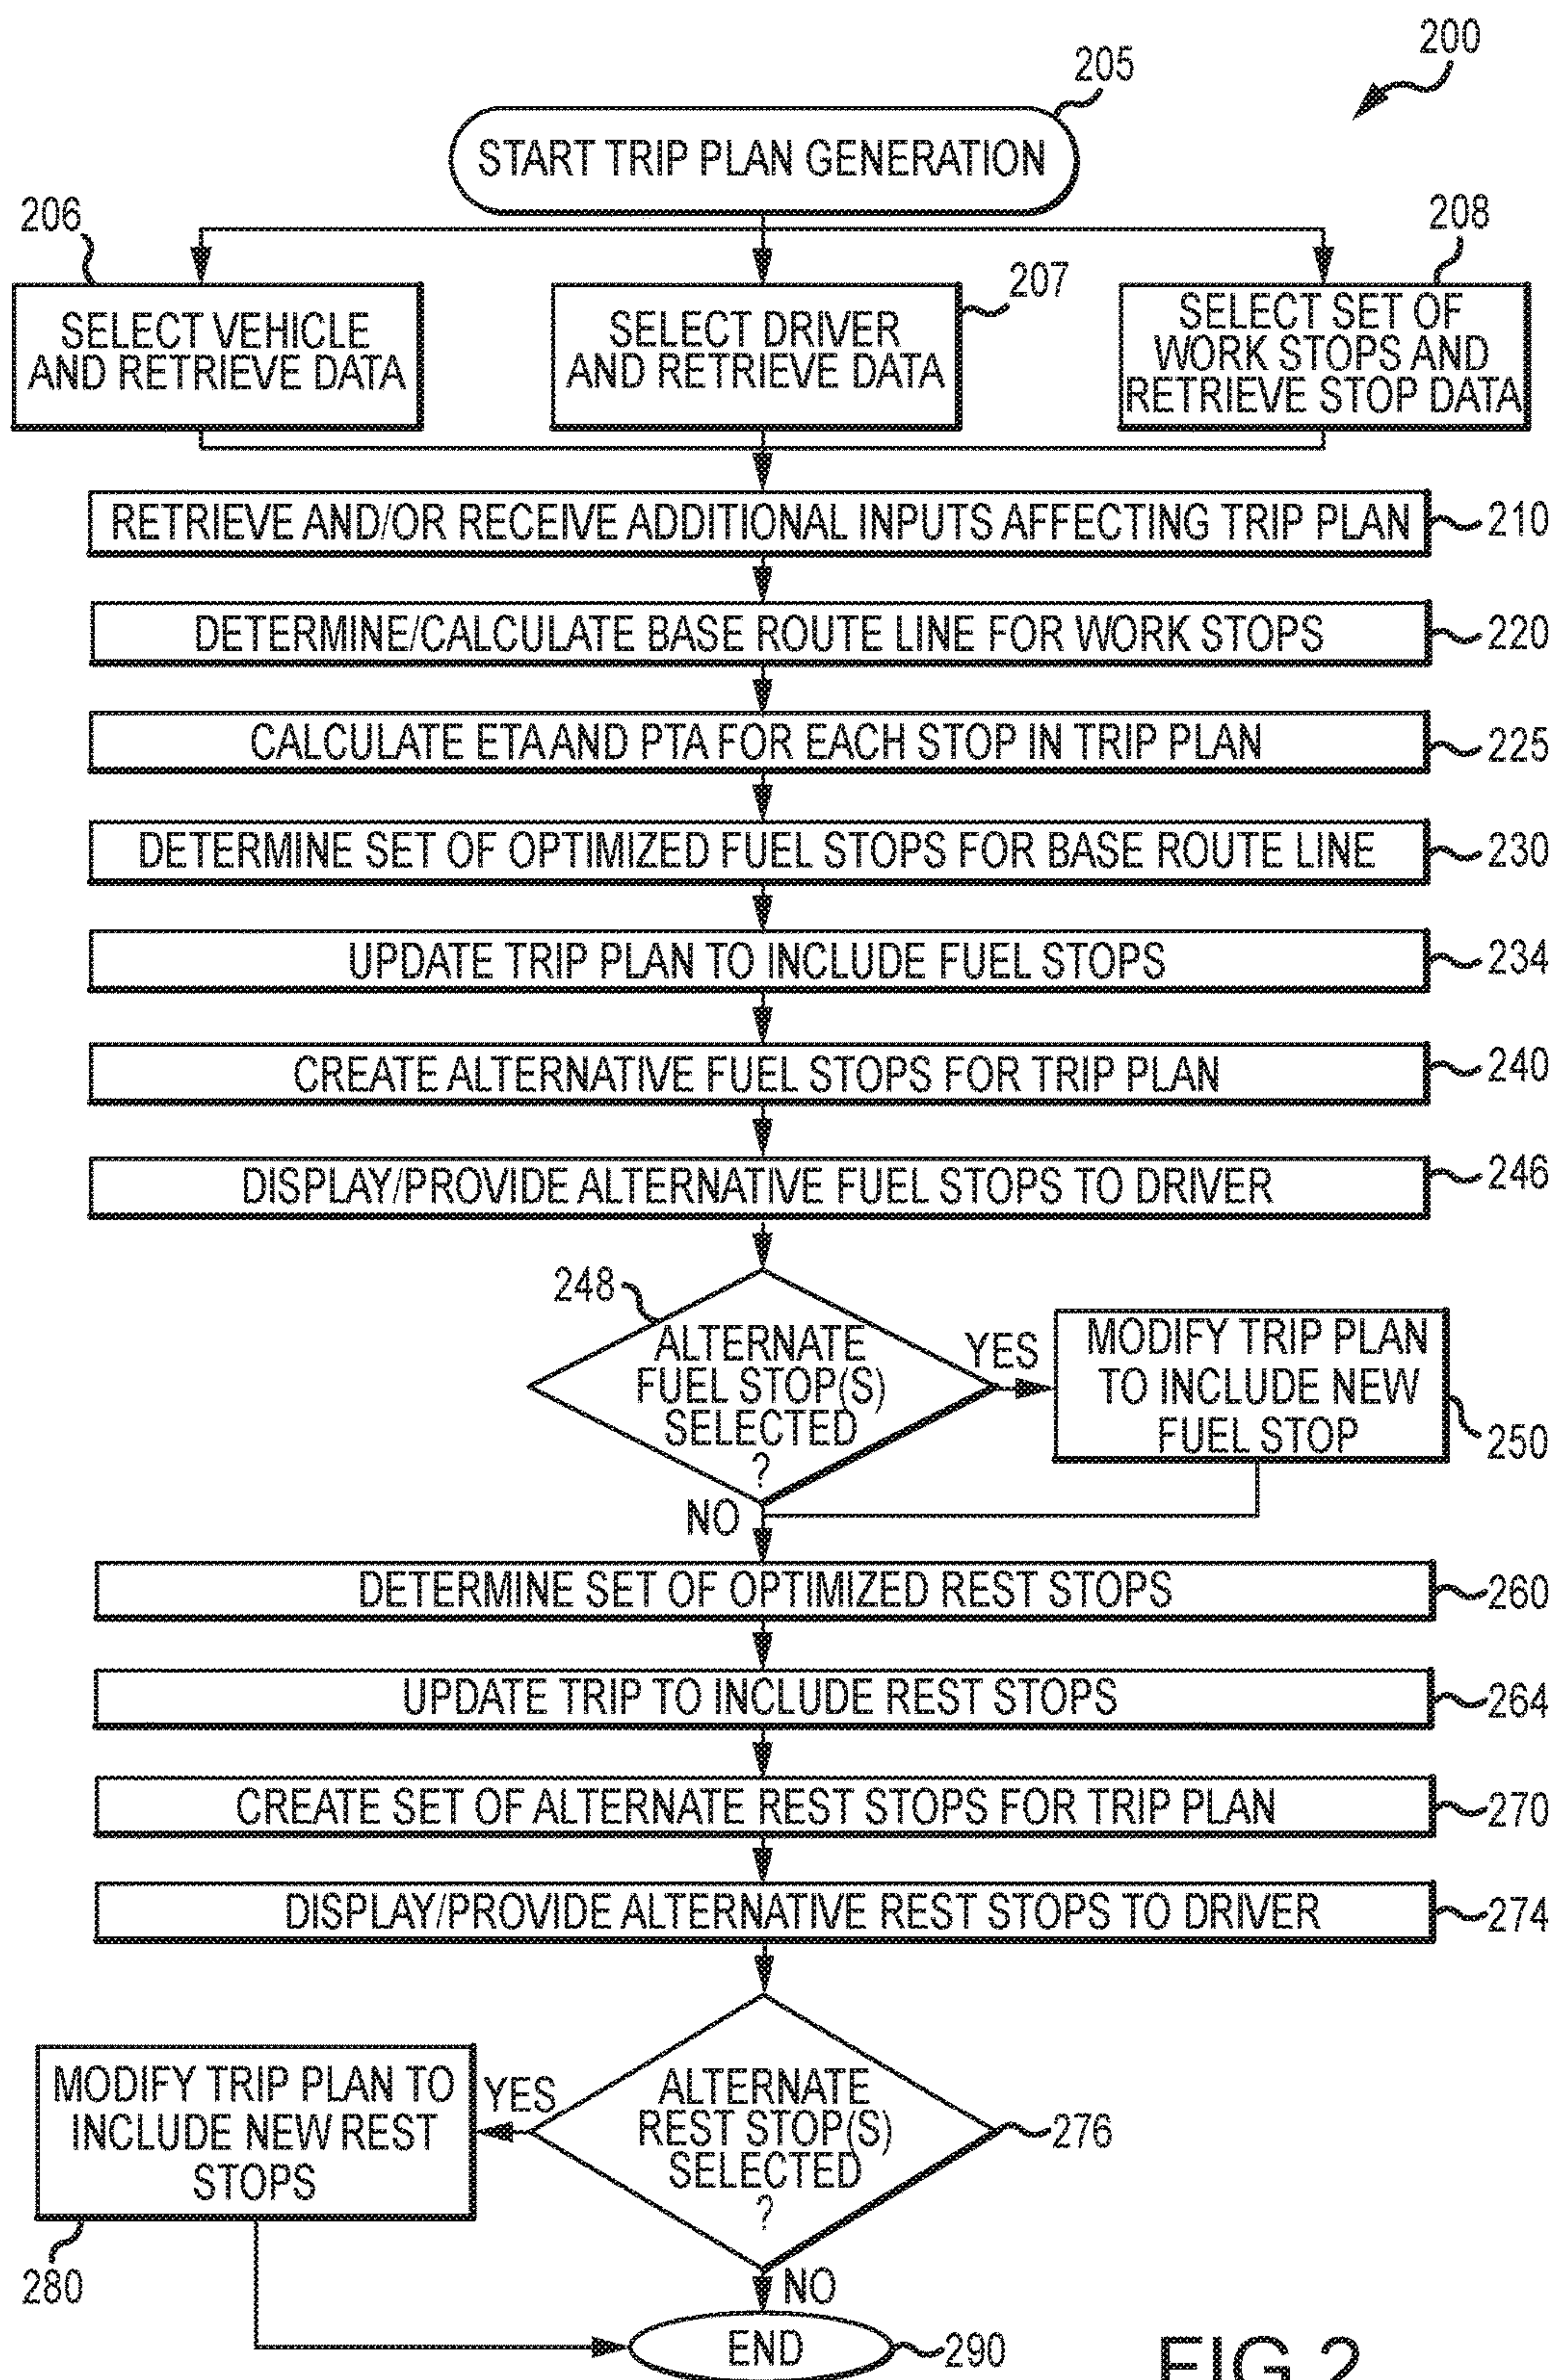 200
205
START TRIP PLAN GENERATION
206
207
208
SELECT VEHICLE
AND RETRIEVE DATA
SELECT DRIVER
AND RETRIEVE DATA
SELECT SET OF
WORK STOPS AND
RETRIEVE STOP DATA
RETRIEVE AND/OR RECEIVE ADDITIONAL INPUTS AFFECTING TRIP PLAN
210
DETERMINE/CALCULATE BASE ROUTE LINE FOR WORK STOPS
220
CALCULATE ETA AND PTA FOR EACH STOP IN TRIP PLAN
225
DETERMINE SET OF OPTIMIZED FUEL STOPS FOR BASE ROUTE LINE
230
UPDATE TRIP PLAN TO INCLUDE FUEL STOPS
234
CREATE ALTERNATIVE FUEL STOPS FOR TRIP PLAN
240
DISPLAY/PROVIDE ALTERNATIVE FUEL STOPS TO DRIVER
246
248
ALTERNATE
FUEL STOP(S)
SELECTED
?
YES
MODIFY TRIP PLAN
TO INCLUDE NEW
FUEL STOP
250
NO
DETERMINE SET OF OPTIMIZED REST STOPS
260
UPDATE TRIP TO INCLUDE REST STOPS
264
CREATE SET OF ALTERNATE REST STOPS FOR TRIP PLAN
270
DISPLAY/PROVIDE ALTERNATIVE REST STOPS TO DRIVER
274
ALTERNATE
REST STOP(S)
SELECTED
?
276
YES
MODIFY TRIP PLAN TO
INCLUDE NEW REST
STOPS
280
NO
END
290
FIG.2